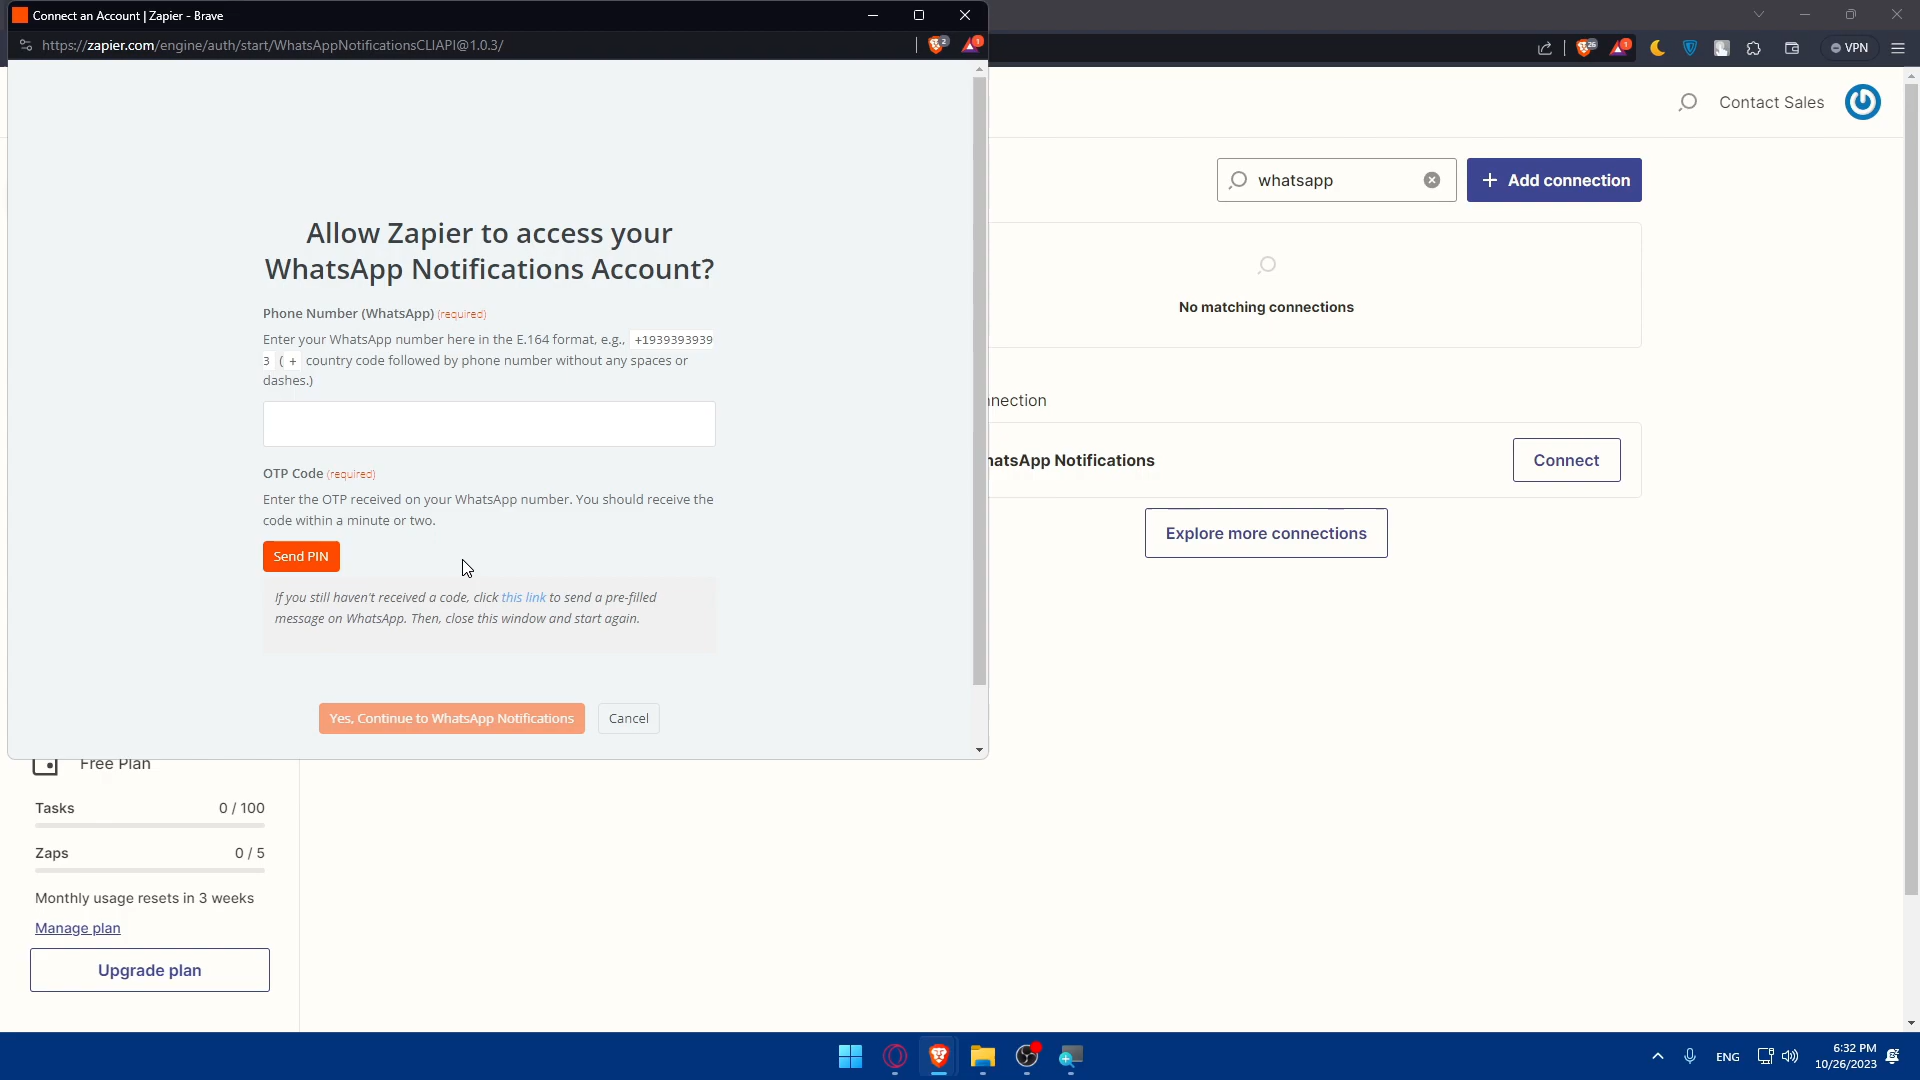 Connect an Account | Zapier - Brave
https://zapier.com/engine/auth/start/WhatsAppNotificationsCLIAPI@1.0.3/
2
1
26
1
VPN
Contact Sales
whatsapp
+ Add connection
No matching connections
Allow Zapier to access your
WhatsApp Notifications Account?
Phone Number (WhatsApp) (required)
Enter your WhatsApp number here in the E.164 format, e.g., +1939393939
3 ( + country code followed by phone number without any spaces or
dashes.)
nnection
OTP Code (required)
Enter the OTP received on your WhatsApp number. You should receive the
code within a minute or two.
Send PIN
If you still haven't received a code, click this link to send a pre-filled
message on WhatsApp. Then, close this window and start again.
Yes, Continue to WhatsApp Notifications
Cancel
hatsApp Notifications
Connect
Explore more connections
Free Plan
Tasks 0 / 100
Zaps 0 / 5
Monthly usage resets in 3 weeks
Manage plan
Upgrade plan
ENG
6:32 PM
10/26/2023